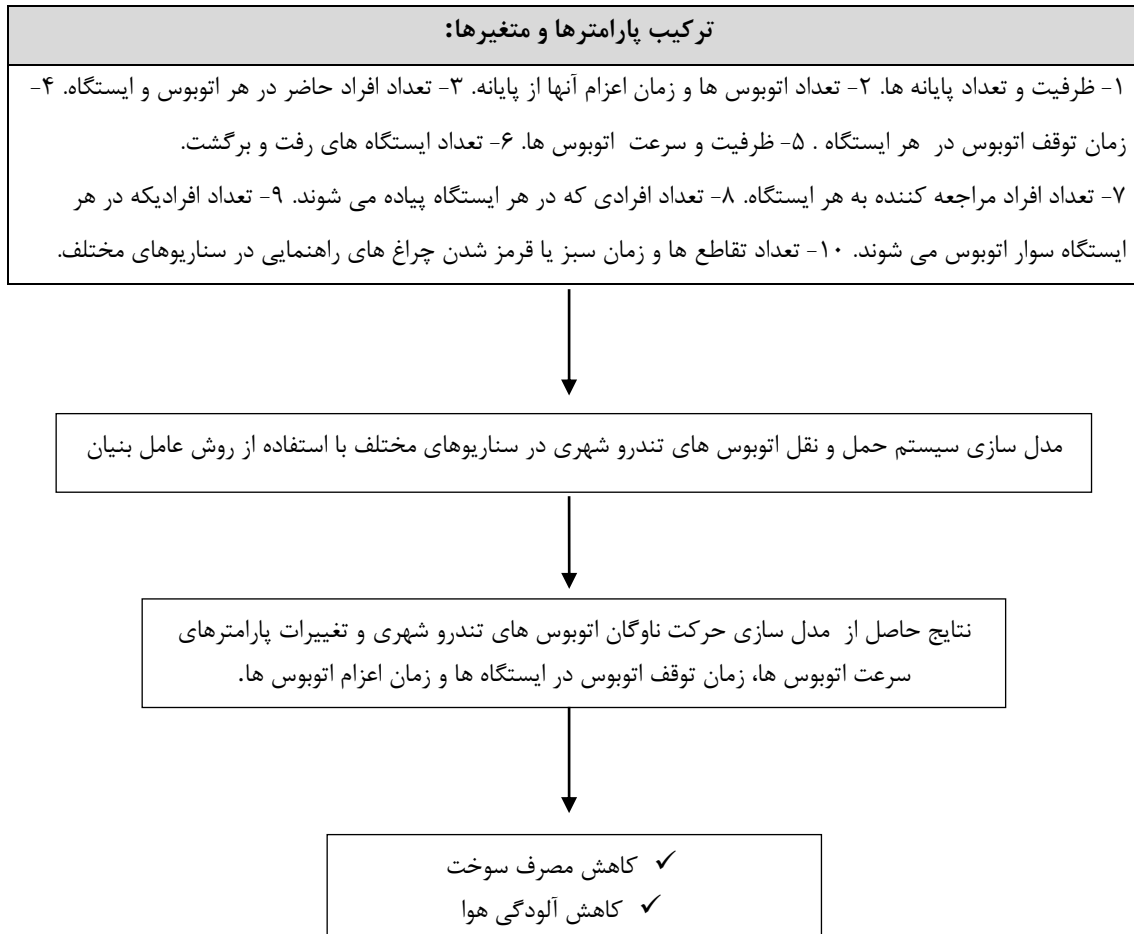 ترکیب پارامترها و متغیرها:
۱- ظرفیت و تعداد پایانه ها. ۲- تعداد اتوبوس ها و زمان اعزام آنها از پایانه. ۳- تعداد افراد حاضر در هر اتوبوس و ایستگاه. ۴-
زمان توقف اتوبوس در هر ایستگاه . ۵- ظرفیت و سرعت اتوبوس ها. ۶- تعداد ایستگاه های رفت و برگشت.
۷- تعداد افراد مراجعه کننده به هر ایستگاه. ۸- تعداد افرادی که در هر ایستگاه پیاده می شوند. ۹- تعداد افرادیکه در هر
ایستگاه سوار اتوبوس می شوند. ۱۰- تعداد تقاطع ها و زمان سبز یا قرمز شدن چراغ های راهنمایی در سناریوهای مختلف.
مدل سازی سیستم حمل و نقل اتوبوس های تندرو شهری در سناریوهای مختلف با استفاده از روش عامل بنیان
نتایج حاصل از مدل سازی حرکت ناوگان اتوبوس های تندرو شهری و تغییرات پارامترهای
سرعت اتوبوس ها، زمان توقف اتوبوس در ایستگاه ها و زمان اعزام اتوبوس ها.
✓ کاهش مصرف سوخت
✓ کاهش آلودگی هوا